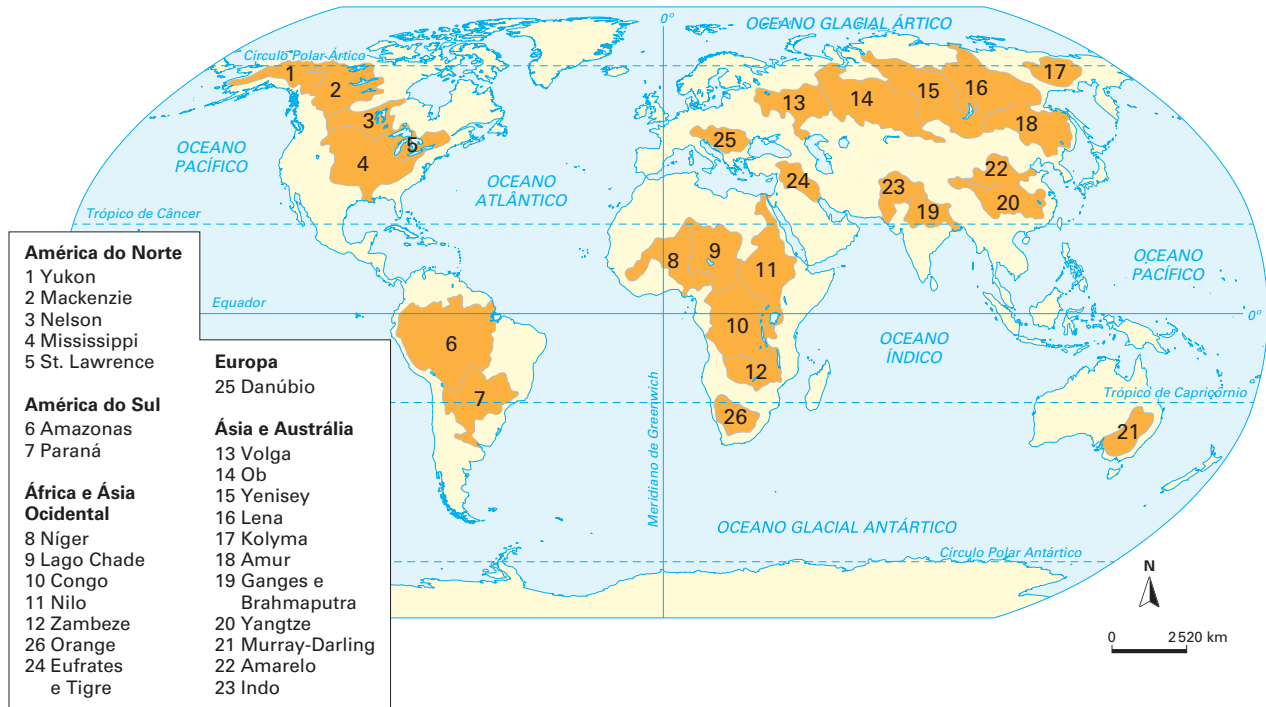 OCEANO GLACIAL ÁRTICO
0°
Círculo Polar-Ártico
1
2
3
4
5
13
14
15
16
17
18
25
24
23
19
22
20
OCEANO
PACÍFICO
OCEANO
ATLÂNTICO
Trópico de Câncer
8
9
11
10
12
26
OCEANO
PACÍFICO
Equador
0°
6
7
OCEANO
ÍNDICO
Meridiano de Greenwich
Trópico de Capricórnio
21
OCEANO GLACIAL ANTÁRTICO
Círculo Polar Antártico
N
0 2 520 km
América do Norte
1 Yukon
2 Mackenzie
3 Nelson
4 Mississippi
5 St. Lawrence
América do Sul
6 Amazonas
7 Paraná
África e Ásia
Ocidental
8 Níger
9 Lago Chade
10 Congo
11 Nilo
12 Zambeze
26 Orange
24 Eufrates
e Tigre
Europa
25 Danúbio
Ásia e Austrália
13 Volga
14 Ob
15 Yenisey
16 Lena
17 Kolyma
18 Amur
19 Ganges e
Brahmaputra
20 Yangtze
21 Murray-Darling
22 Amarelo
23 Indo